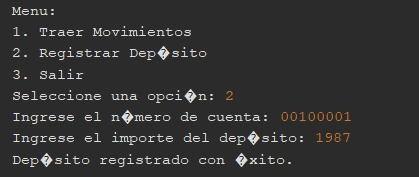 Menu:
1. Traer Movimientos
2. Registrar Dep�sito
3. Salir
Seleccione una opci�n: 2
Ingrese el n�mero de cuenta: 00100001
Ingrese el importe del dep�sito: 1987
Dep�sito registrado con �xito.